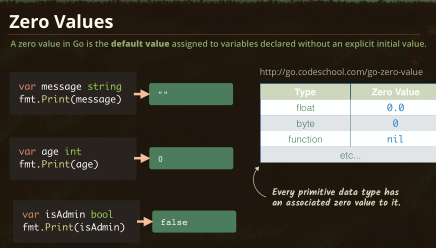 Zero Values
A zero value in Go is the default value assigned to variables declared without an explicit initial value.
var message string
fmt.Print(message)
""
http://go.codeschool.com/go-zero-value
Type Zero Value
float 0.0
byte 0
function nil
etc...
var age int
fmt.Print(age)
0
Every primitive data type has
an associated zero value to it.
var isAdmin bool
fmt.Print(isAdmin)
false